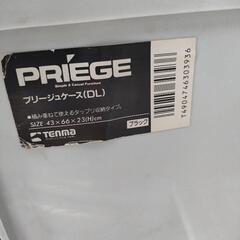 PRIÉGE
Simple & Casual Furniture
プリージュケース(DL)
●積み重ねて使えるタップリ収納タイプ。
SIZE 43×66×23(H)cm
TENMA
ブラック
T4904746303936